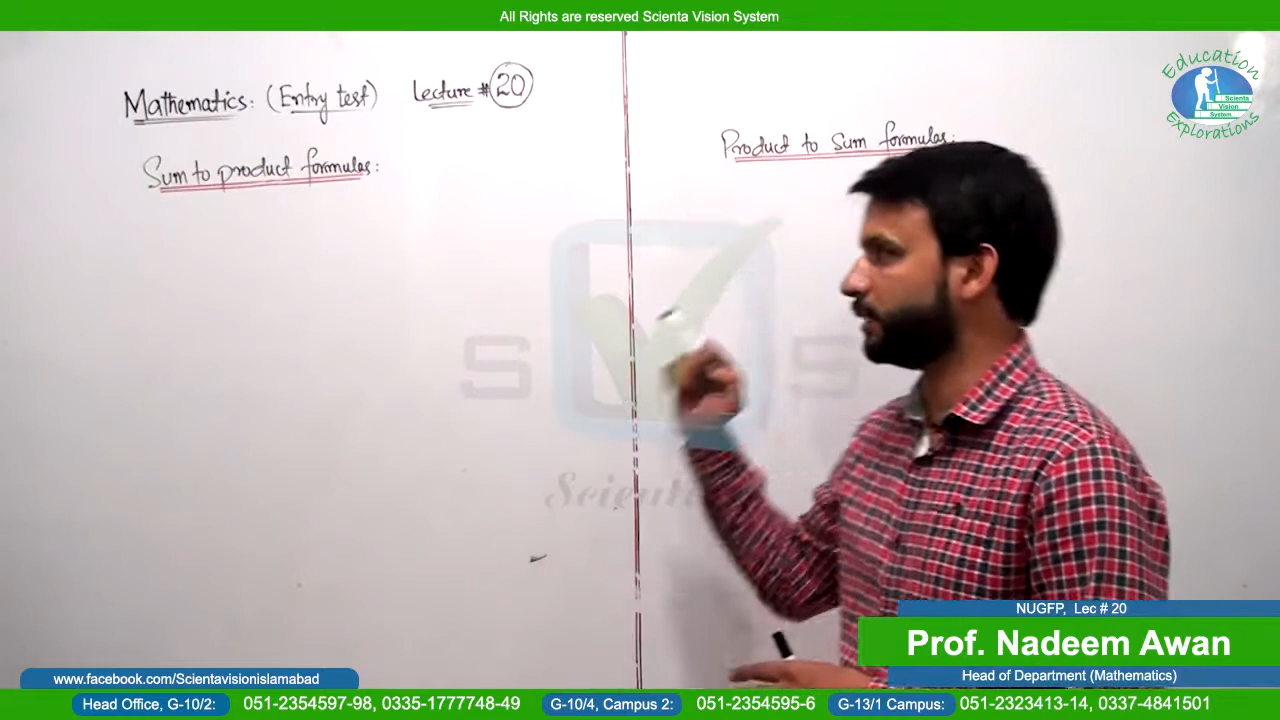 All Rights are reserved Scienta Vision System
Mathematics: (Entry test) Lecture # 20
Sum to product formulas:
Product to Sum formulas:
Education
Scienta
Vision
System
Explorations
S S
NUGFP, Lec # 20
Prof. Nadeem Awan
Head of Department (Mathematics)
www.facebook.com/Scientavisionislamabad
Head Office, G-10/2: 051-2354597-98, 0335-1777748-49 G-10/4, Campus 2: 051-2354595-6 G-13/1 Campus: 051-2323413-14, 0337-4841501